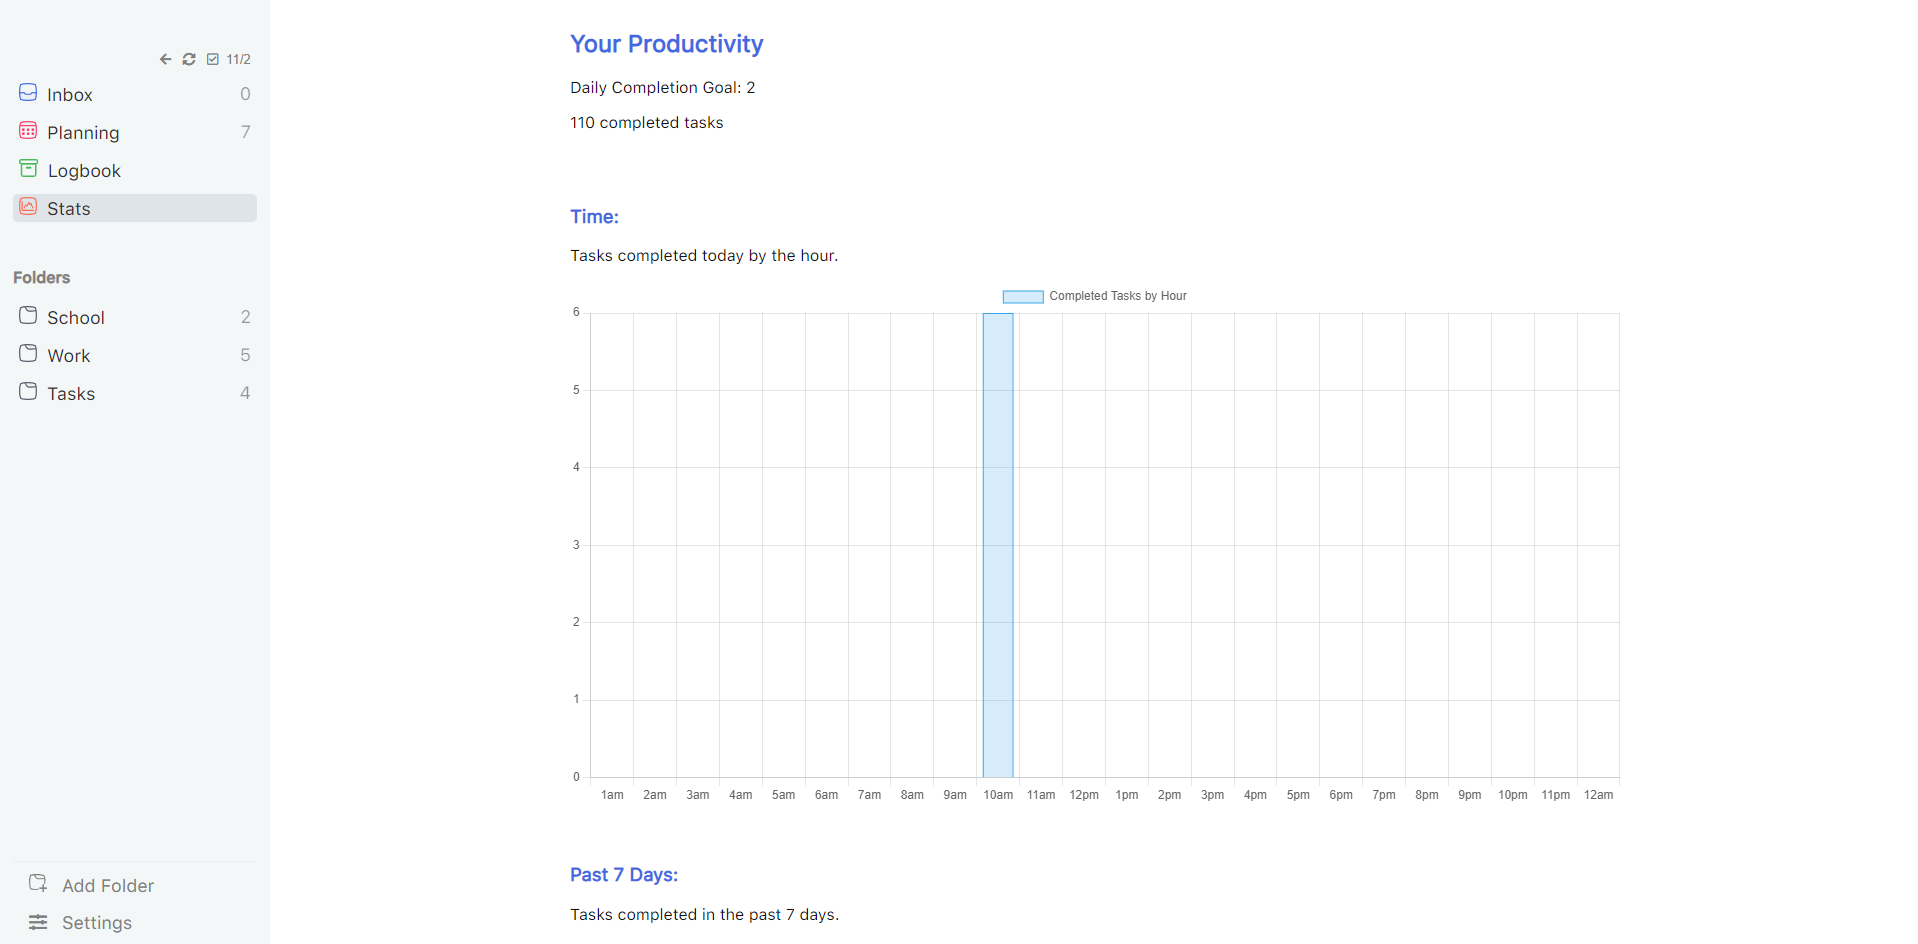 11/2
Inbox 0
Planning 7
Logbook
Stats
Folders
School 2
Work 5
Tasks 4
Add Folder
Settings
Your Productivity
Daily Completion Goal: 2
110 completed tasks
Time:
Tasks completed today by the hour.
Completed Tasks by Hour
6
5
4
3
2
1
0
1am 2am 3am 4am 5am 6am 7am 8am 9am 10am 11am 12pm 1pm 2pm 3pm 4pm 5pm 6pm 7pm 8pm 9pm 10pm 11pm 12am
Past 7 Days:
Tasks completed in the past 7 days.